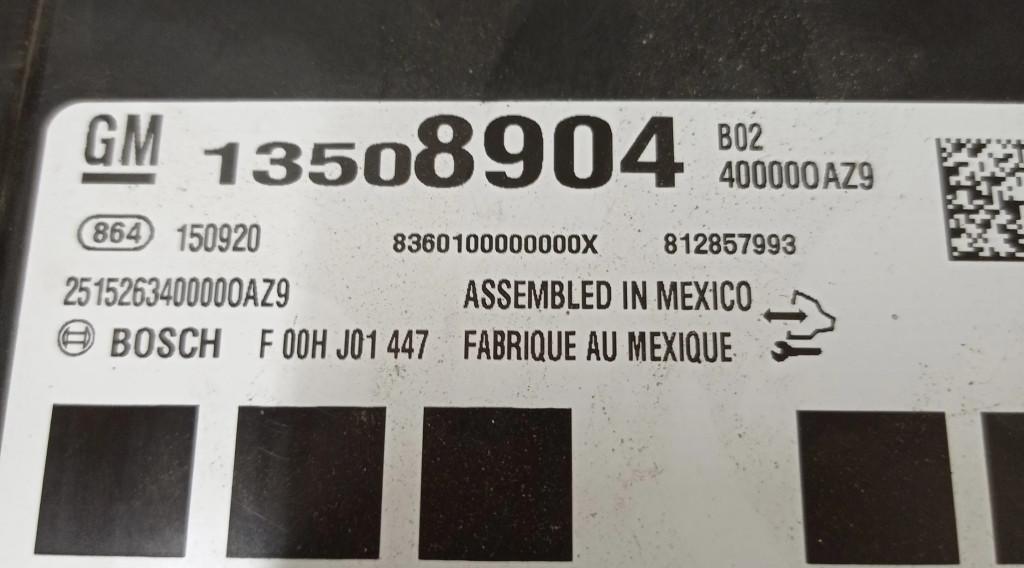 GM 13508904 B02
400000AZ9
864 150920 8360100000000X 812857993
2515263400000AZ9 ASSEMBLED IN MEXICO
BOSCH F 00H J01 447 FABRIQUE AU MEXIQUE